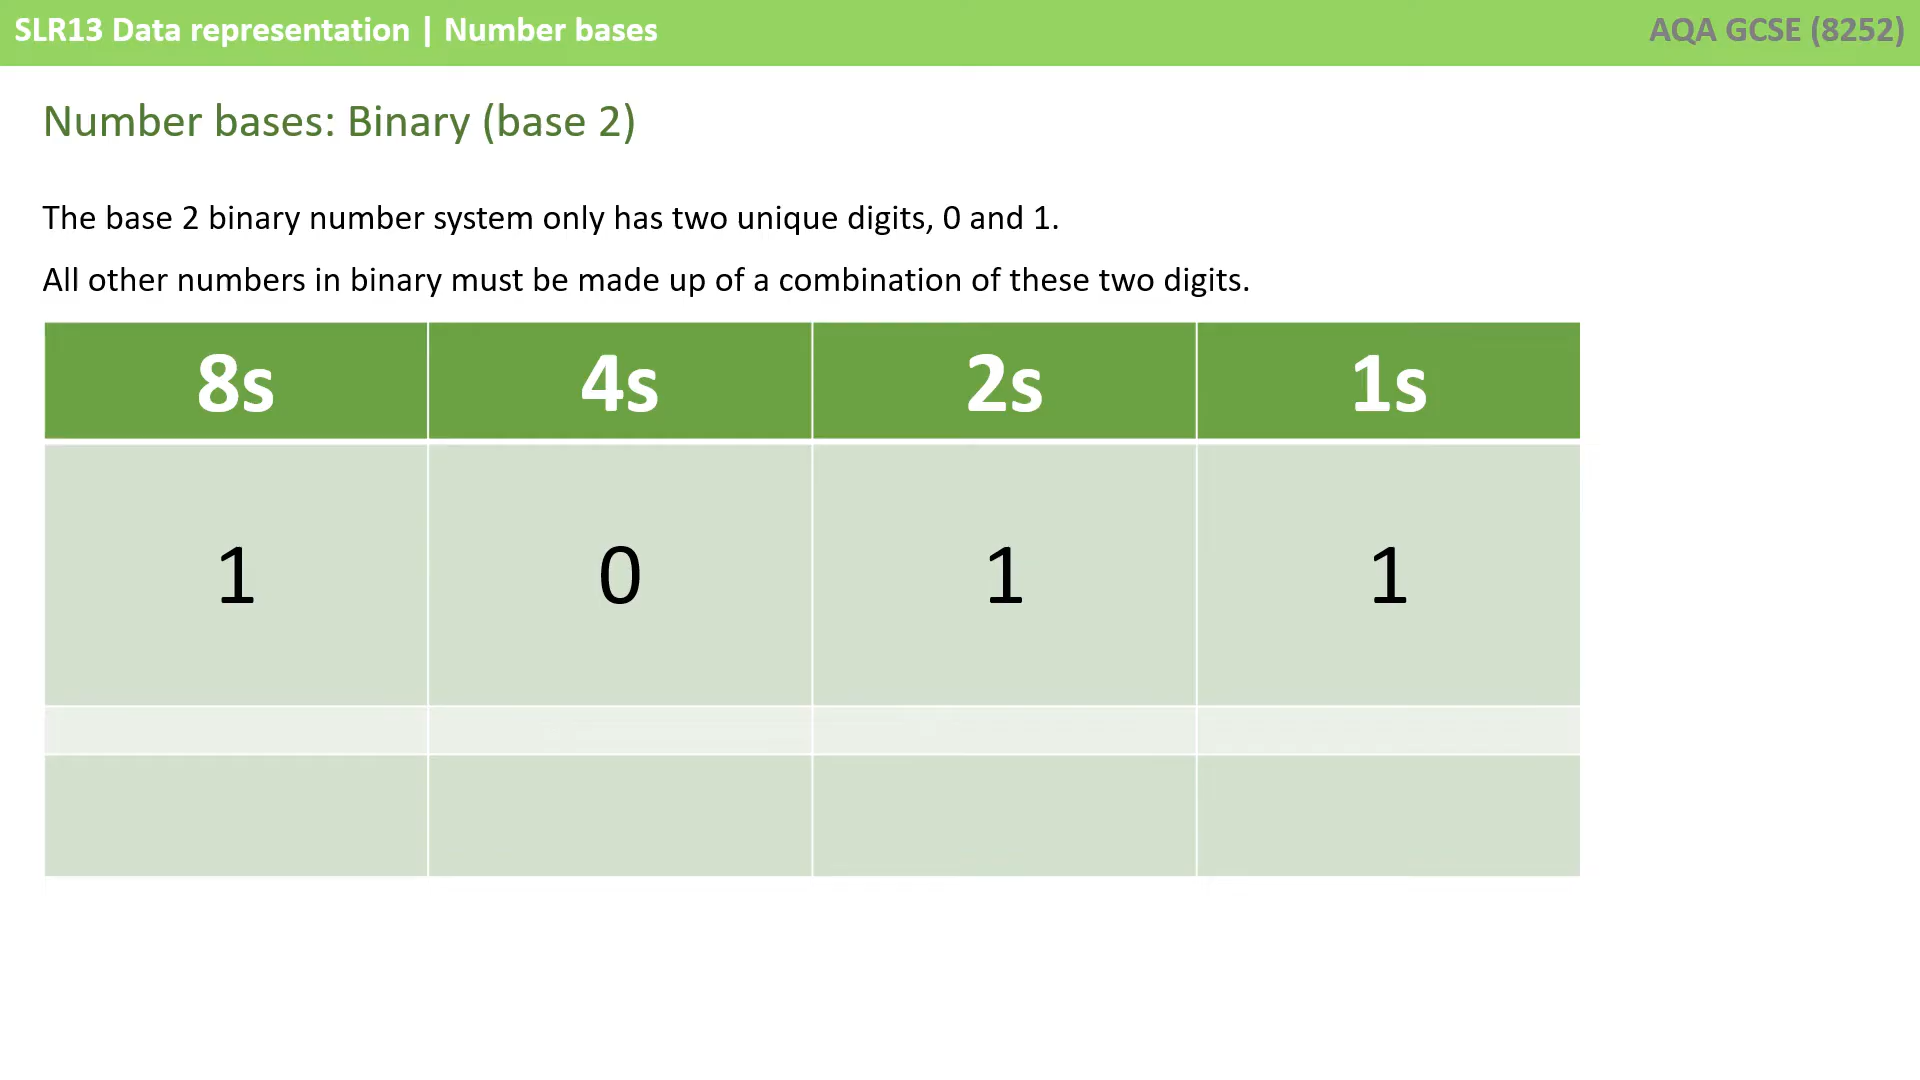 SLR13 Data representation | Number bases
AQA GCSE (8252)
Number bases: Binary (base 2)
The base 2 binary number system only has two unique digits, 0 and 1.
All other numbers in binary must be made up of a combination of these two digits.
8s 4s 2s 1s
1 0 1 1